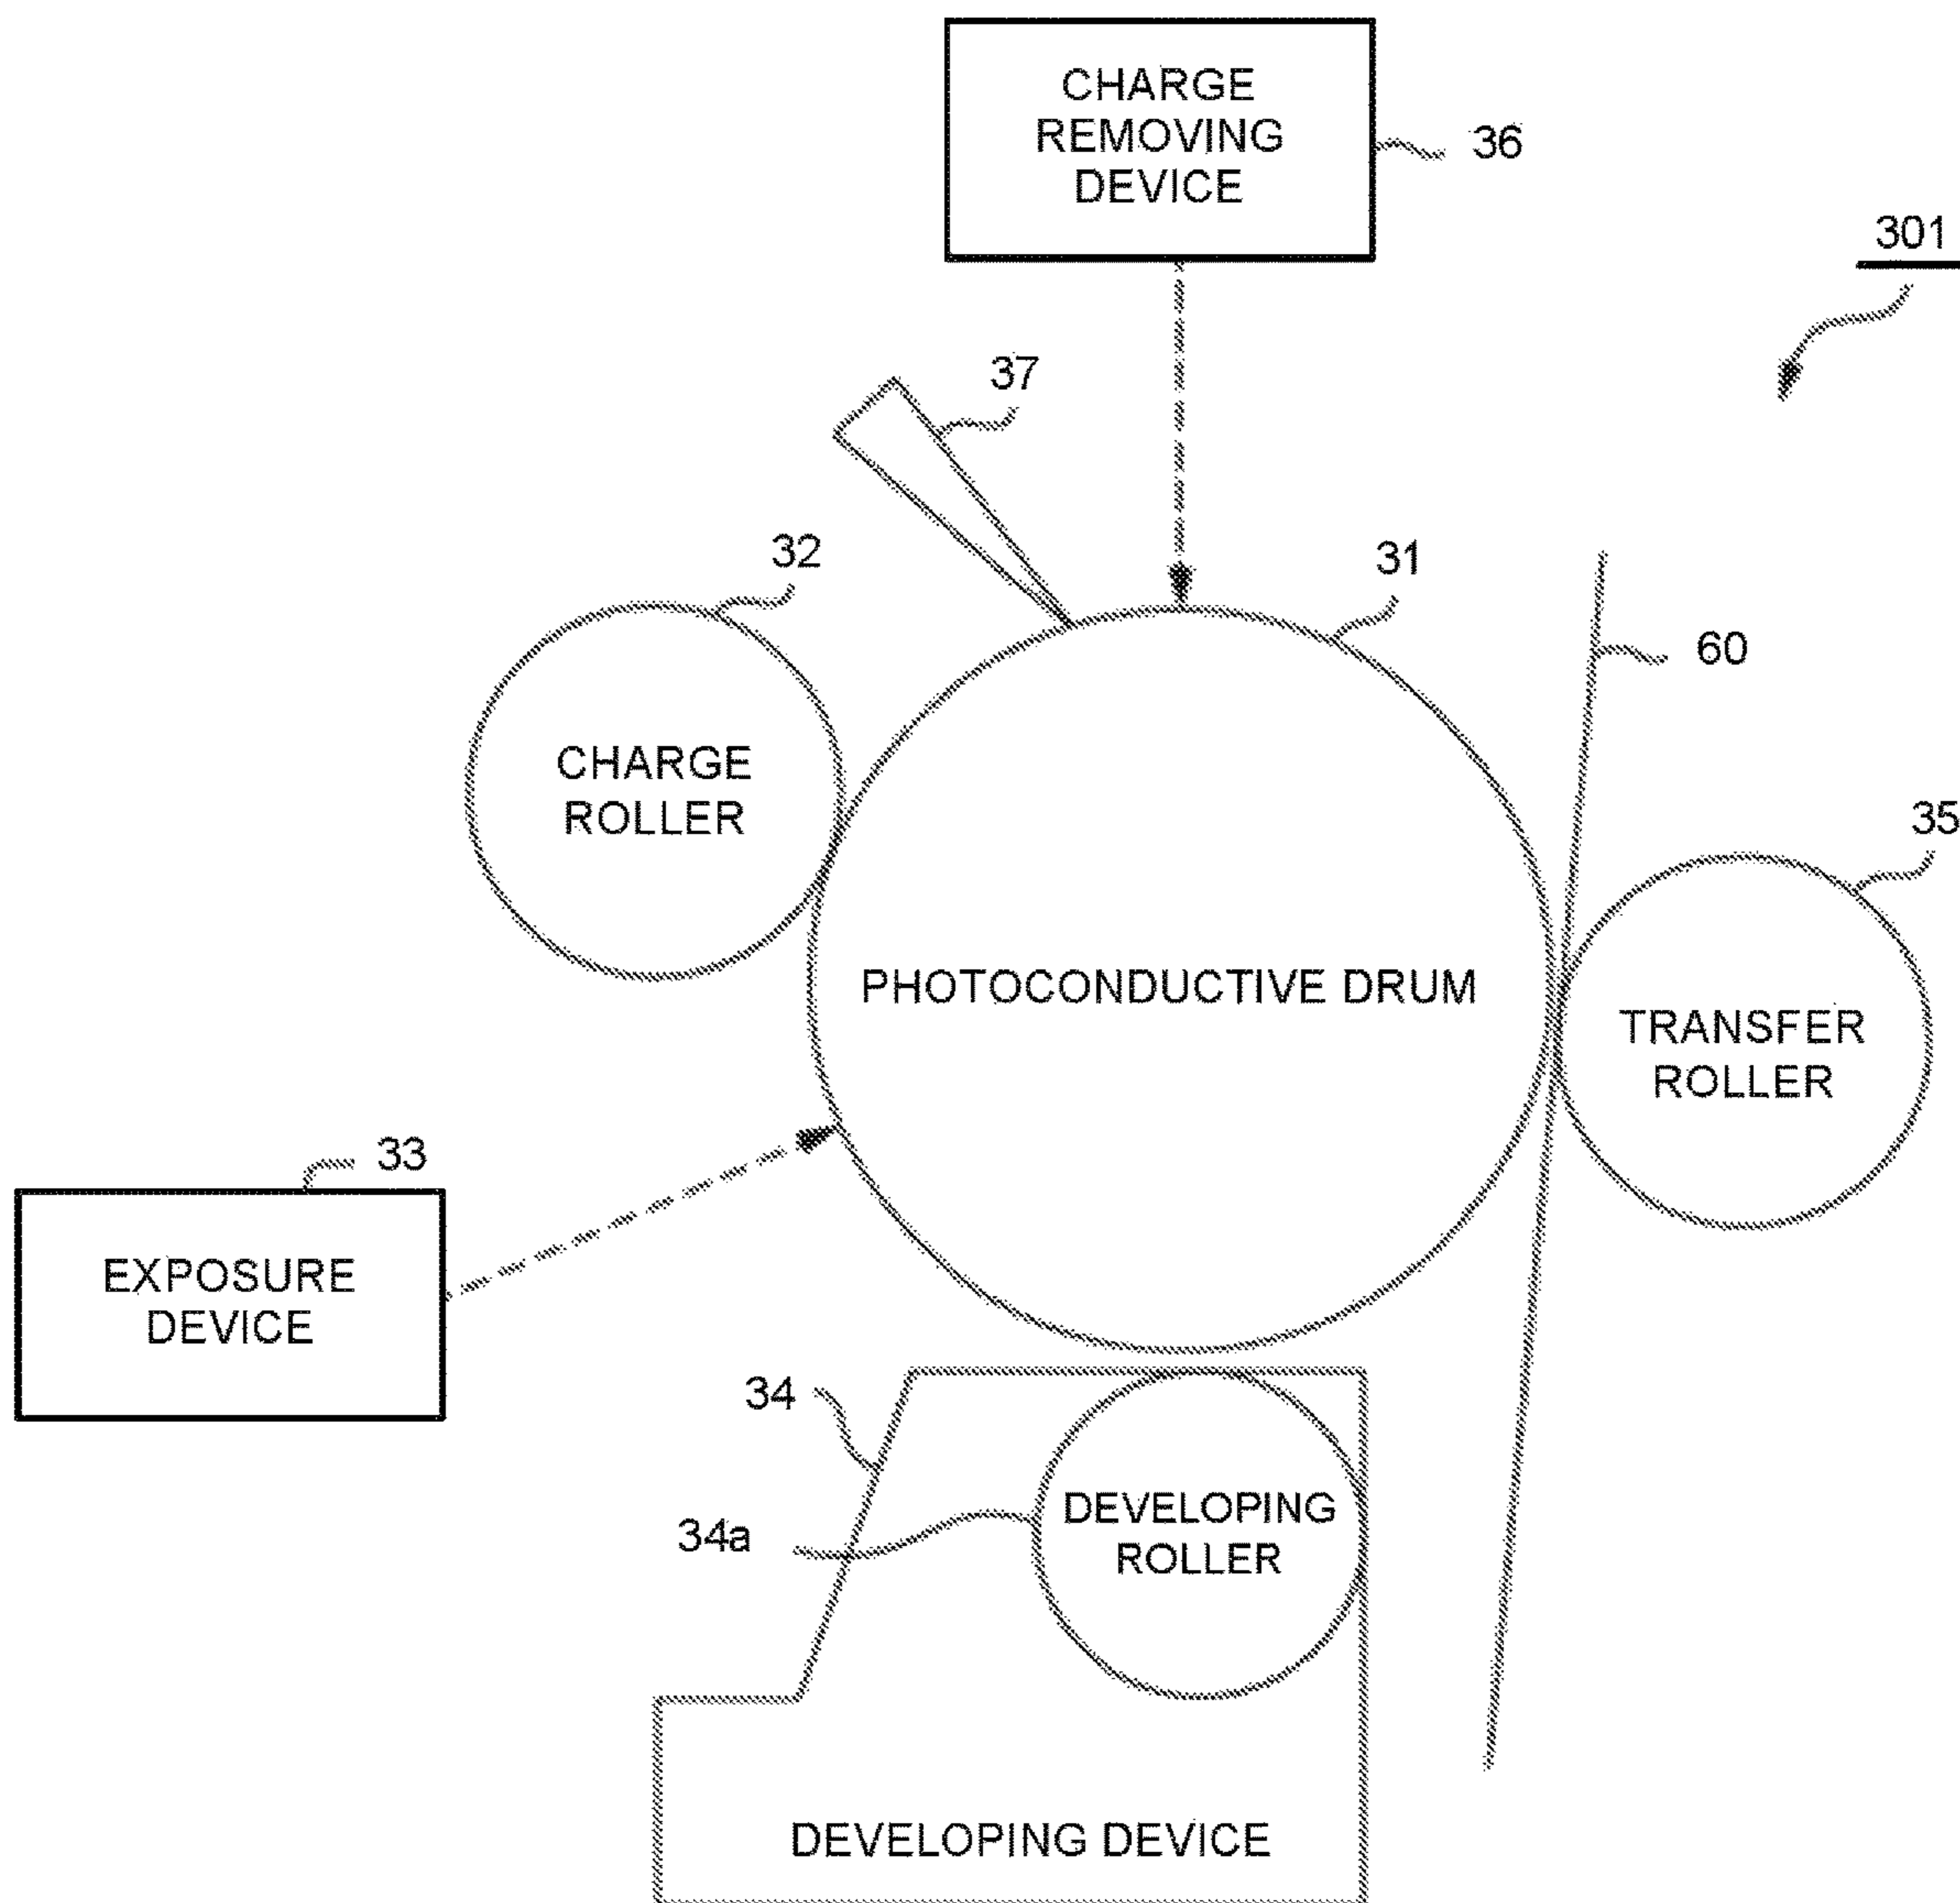 CHARGE
REMOVING
DEVICE
36
301
37
32
31
60
CHARGE
ROLLER
35
PHOTOCONDUCTIVE DRUM
TRANSFER
ROLLER
33
EXPOSURE
DEVICE
34
34a
DEVELOPING
ROLLER
DEVELOPING DEVICE